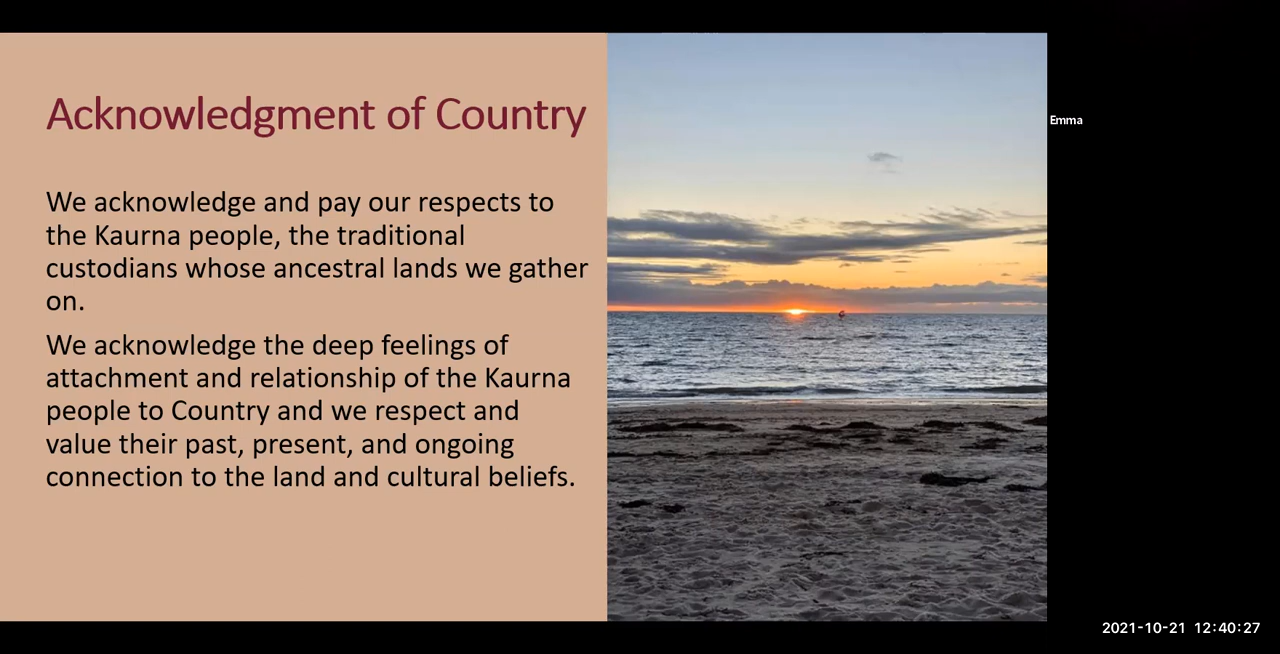 Acknowledgment of Country
We acknowledge and pay our respects to
the Kaurna people, the traditional
custodians whose ancestral lands we gather
on.
We acknowledge the deep feelings of
attachment and relationship of the Kaurna
people to Country and we respect and
value their past, present, and ongoing
connection to the land and cultural beliefs.
Emma
2021-10-21 12:40:27